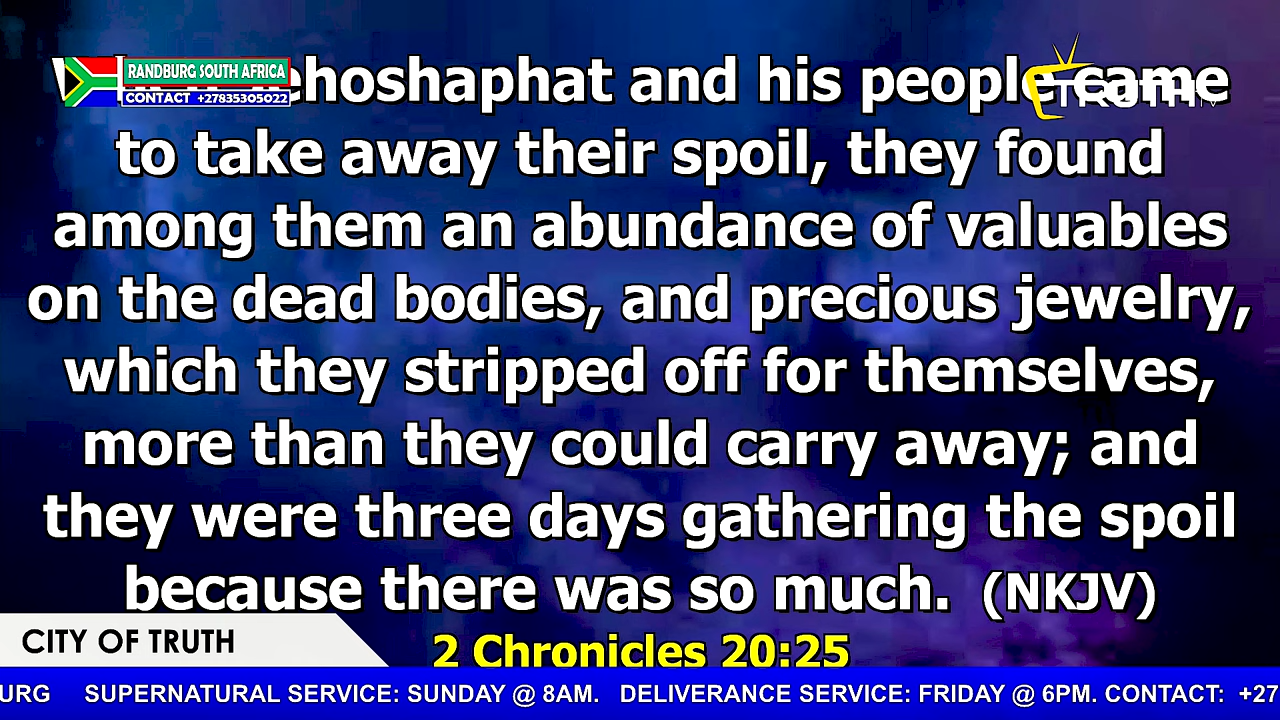 RANDBURG SOUTH AFRICA
CONTACT +27835305022
TRUTH TV
ehoshaphat and his people came
to take away their spoil, they found
among them an abundance of valuables
on the dead bodies, and precious jewelry,
which they stripped off for themselves,
more than they could carry away; and
they were three days gathering the spoil
because there was so much. (NKJV)
2 Chronicles 20:25
CITY OF TRUTH
URG SUPERNATURAL SERVICE: SUNDAY @ 8AM. DELIVERANCE SERVICE: FRIDAY @ 6PM. CONTACT: +27